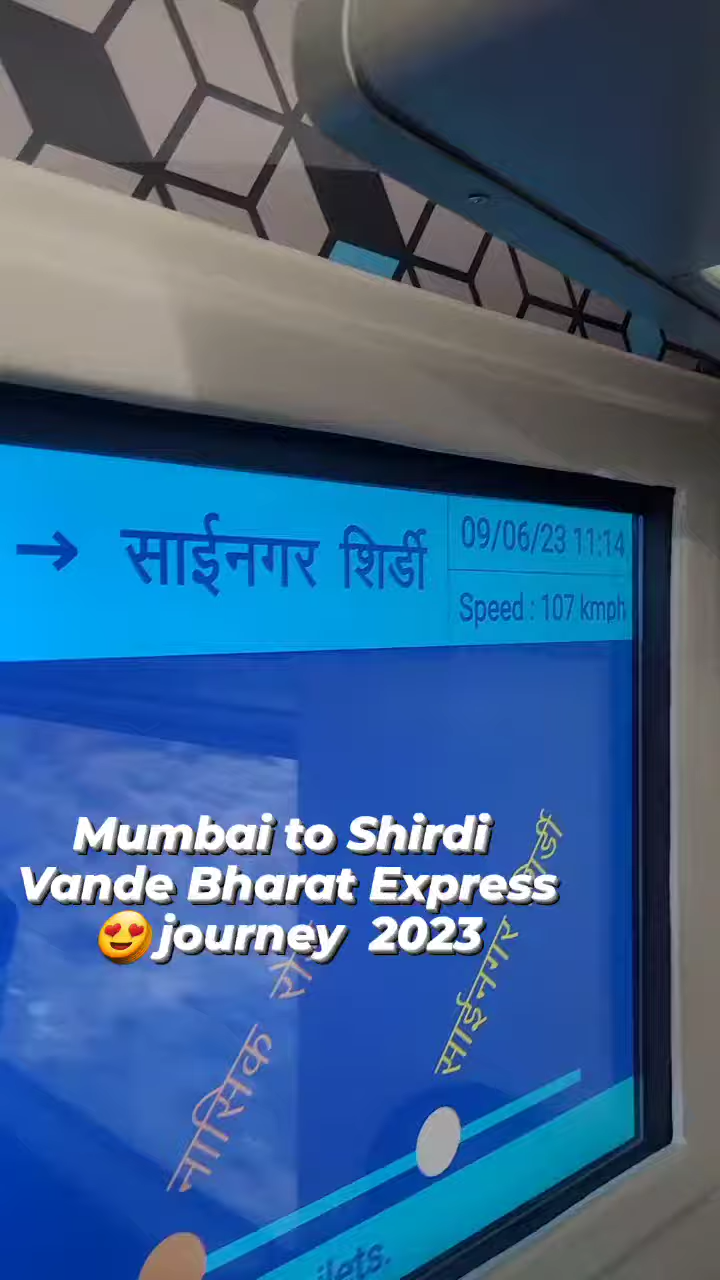 → साईनगर शिर्डी
09/06/23 11:14
Speed : 107 kmph
Mumbai to Shirdi
Vande Bharat Express
😍journey 2023
साईनगर
नासिक